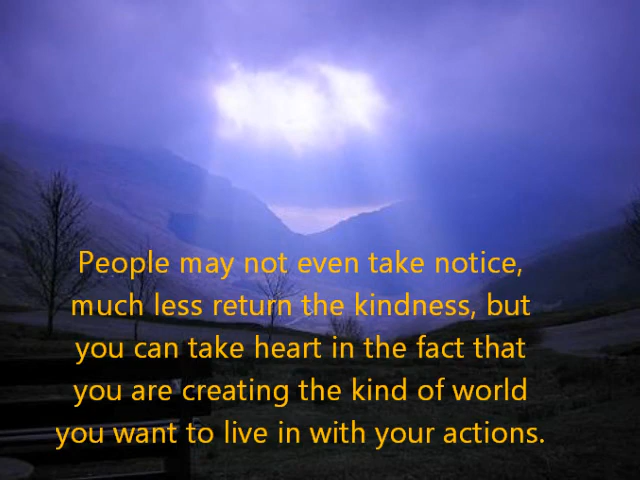 People may not even take notice,
much less return the kindness, but
you can take heart in the fact that
you are creating the kind of world
you want to live in with your actions.